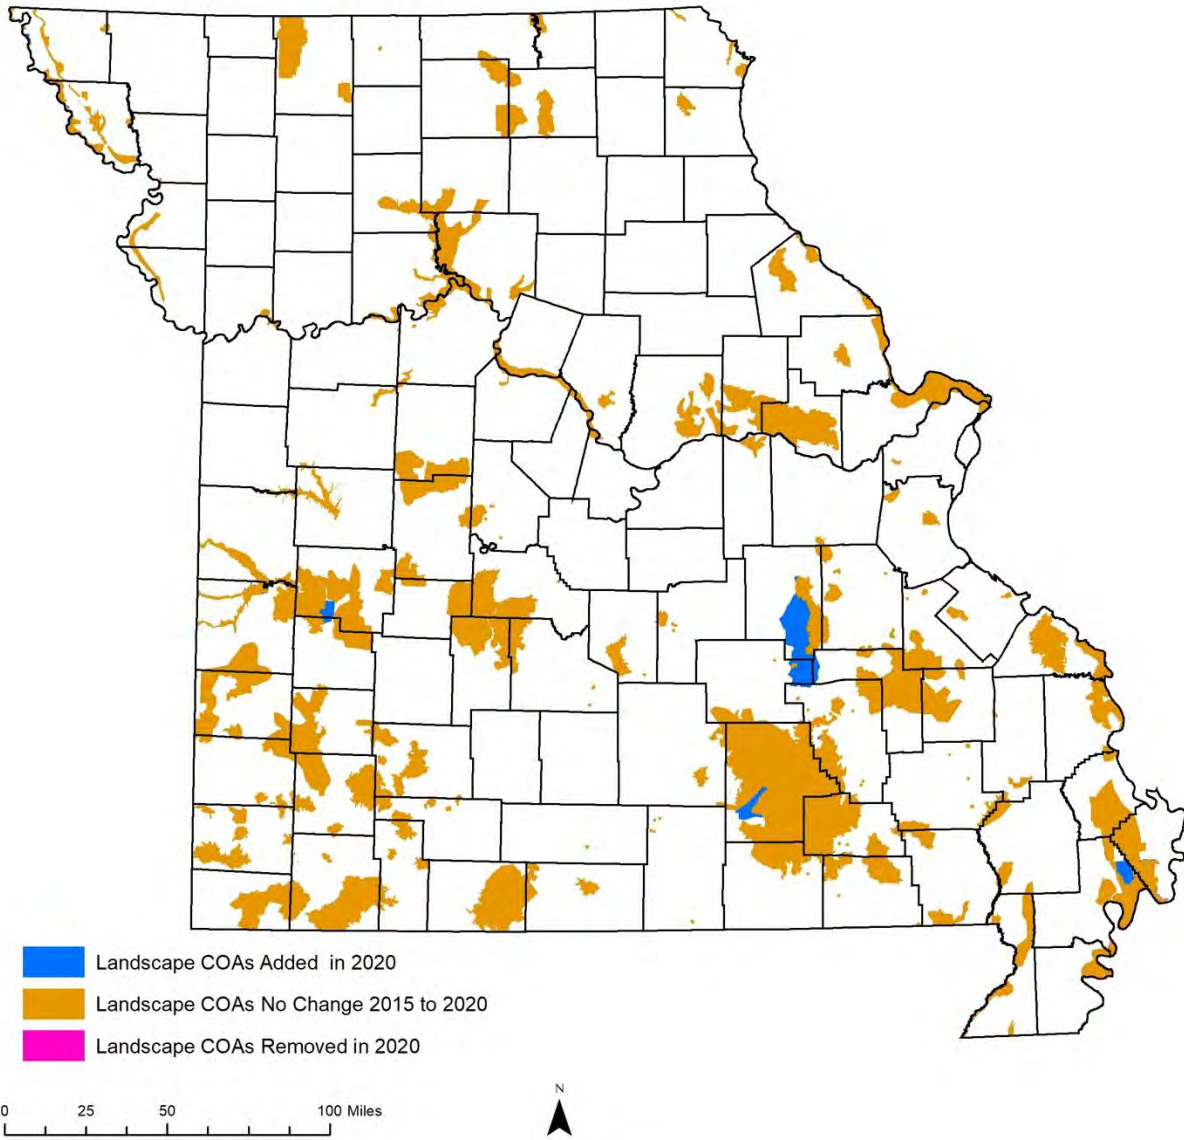 Landscape COAs Added in 2020
Landscape COAs No Change 2015 to 2020
Landscape COAs Removed in 2020
0 25 50 100 Miles
N